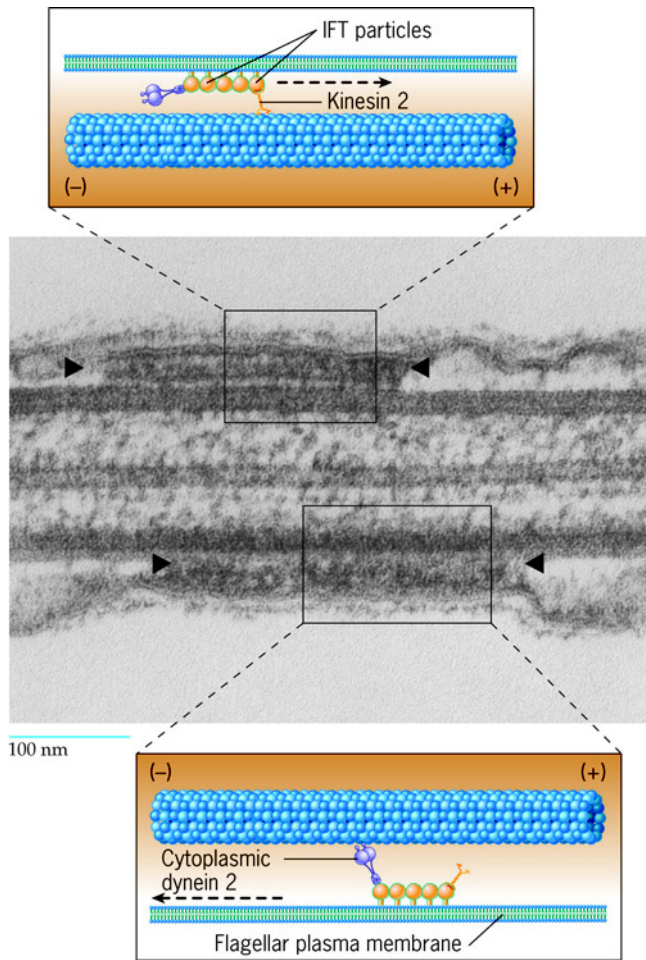 IFT particles
Kinesin 2
(–) (+)
100 nm
(–) (+)
Cytoplasmic
dynein 2
Flagellar plasma membrane